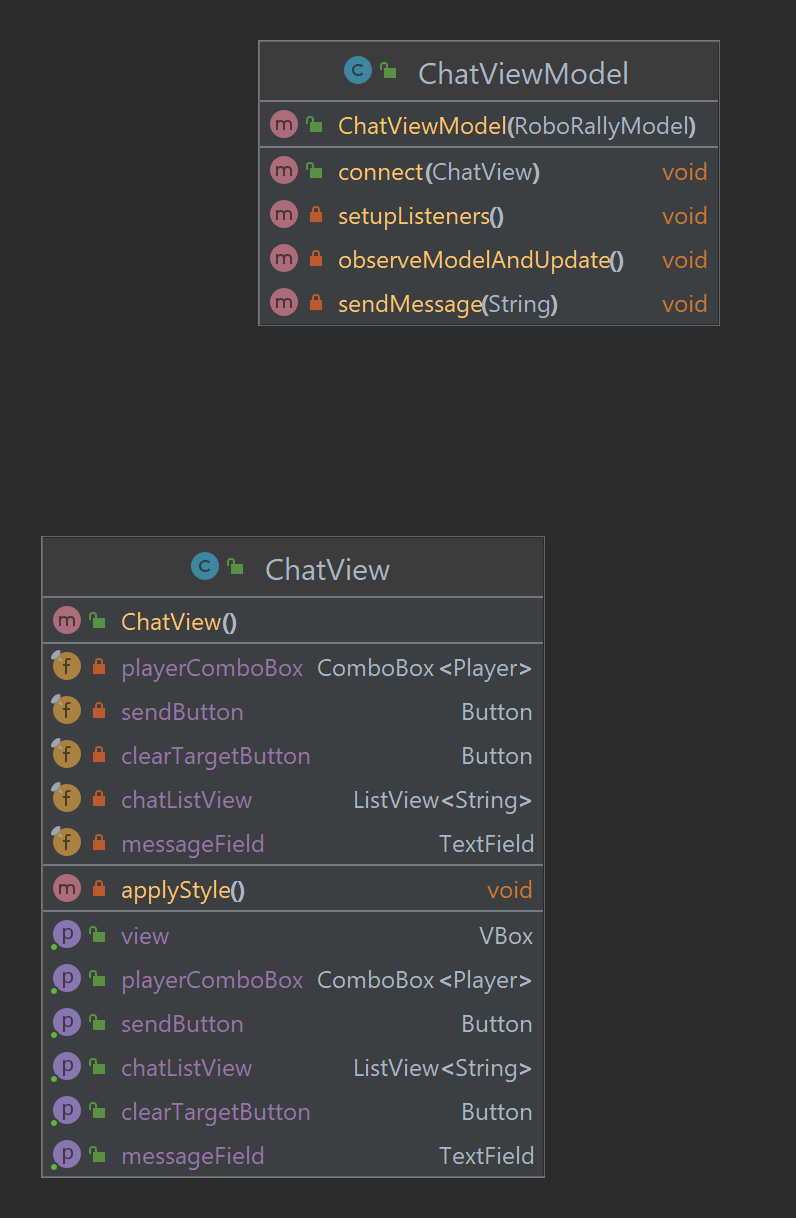 C ChatViewModel
m ChatViewModel(RoboRallyModel)
m connect(ChatView) void
m setupListeners() void
m observeModelAndUpdate() void
m sendMessage(String) void
C ChatView
m ChatView()
f playerComboBox ComboBox<Player>
f sendButton Button
f clearTargetButton Button
f chatListView ListView<String>
f messageField TextField
m applyStyle() void
p view VBox
p playerComboBox ComboBox<Player>
p sendButton Button
p chatListView ListView<String>
p clearTargetButton Button
p messageField TextField